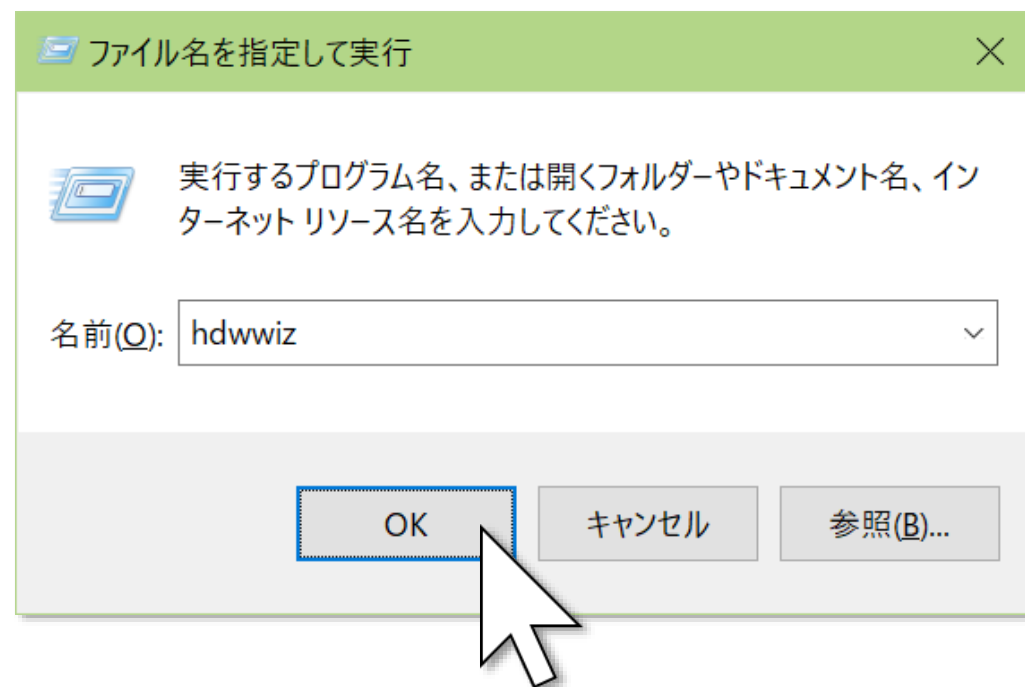 ファイル名を指定して実行
実行するプログラム名、または開くフォルダーやドキュメント名、イン
ターネット リソース名を入力してください。
名前(O): hdwwiz
OK キャンセル 参照(B)...